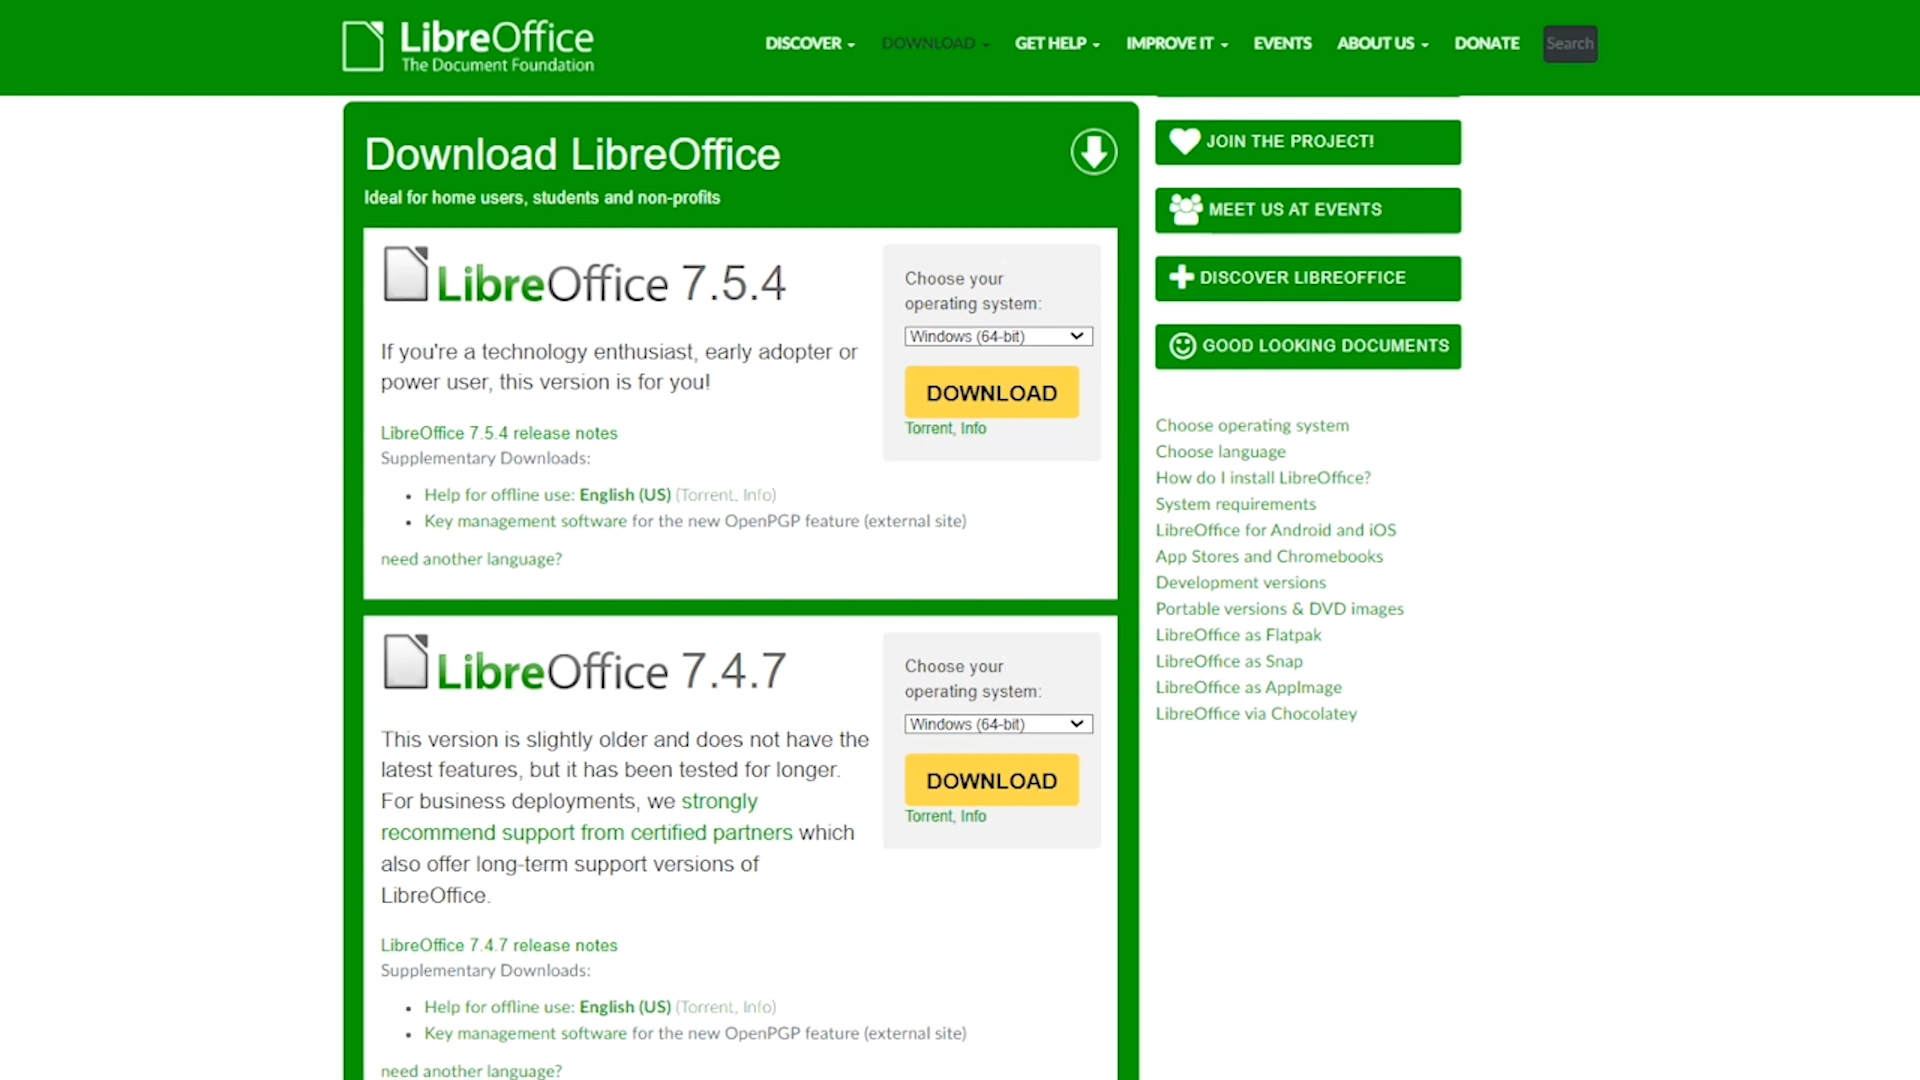 LibreOffice
The Document Foundation
DISCOVER DOWNLOAD GET HELP IMPROVE IT EVENTS ABOUT US DONATE Search
Download LibreOffice
Ideal for home users, students and non-profits
LibreOffice 7.5.4
If you're a technology enthusiast, early adopter or
power user, this version is for you!
LibreOffice 7.5.4 release notes
Supplementary Downloads:
• Help for offline use: English (US) (Torrent, Info)
• Key management software for the new OpenPGP feature (external site)
need another language?
Choose your
operating system:
Windows (64-bit)
DOWNLOAD
Torrent, Info
LibreOffice 7.4.7
This version is slightly older and does not have the
latest features, but it has been tested for longer.
For business deployments, we strongly
recommend support from certified partners which
also offer long-term support versions of
LibreOffice.
LibreOffice 7.4.7 release notes
Supplementary Downloads:
• Help for offline use: English (US) (Torrent, Info)
• Key management software for the new OpenPGP feature (external site)
need another language?
Choose your
operating system:
Windows (64-bit)
DOWNLOAD
Torrent, Info
JOIN THE PROJECT!
MEET US AT EVENTS
DISCOVER LIBREOFFICE
GOOD LOOKING DOCUMENTS
Choose operating system
Choose language
How do I install LibreOffice?
System requirements
LibreOffice for Android and iOS
App Stores and Chromebooks
Development versions
Portable versions & DVD images
LibreOffice as Flatpak
LibreOffice as Snap
LibreOffice as AppImage
LibreOffice via Chocolatey